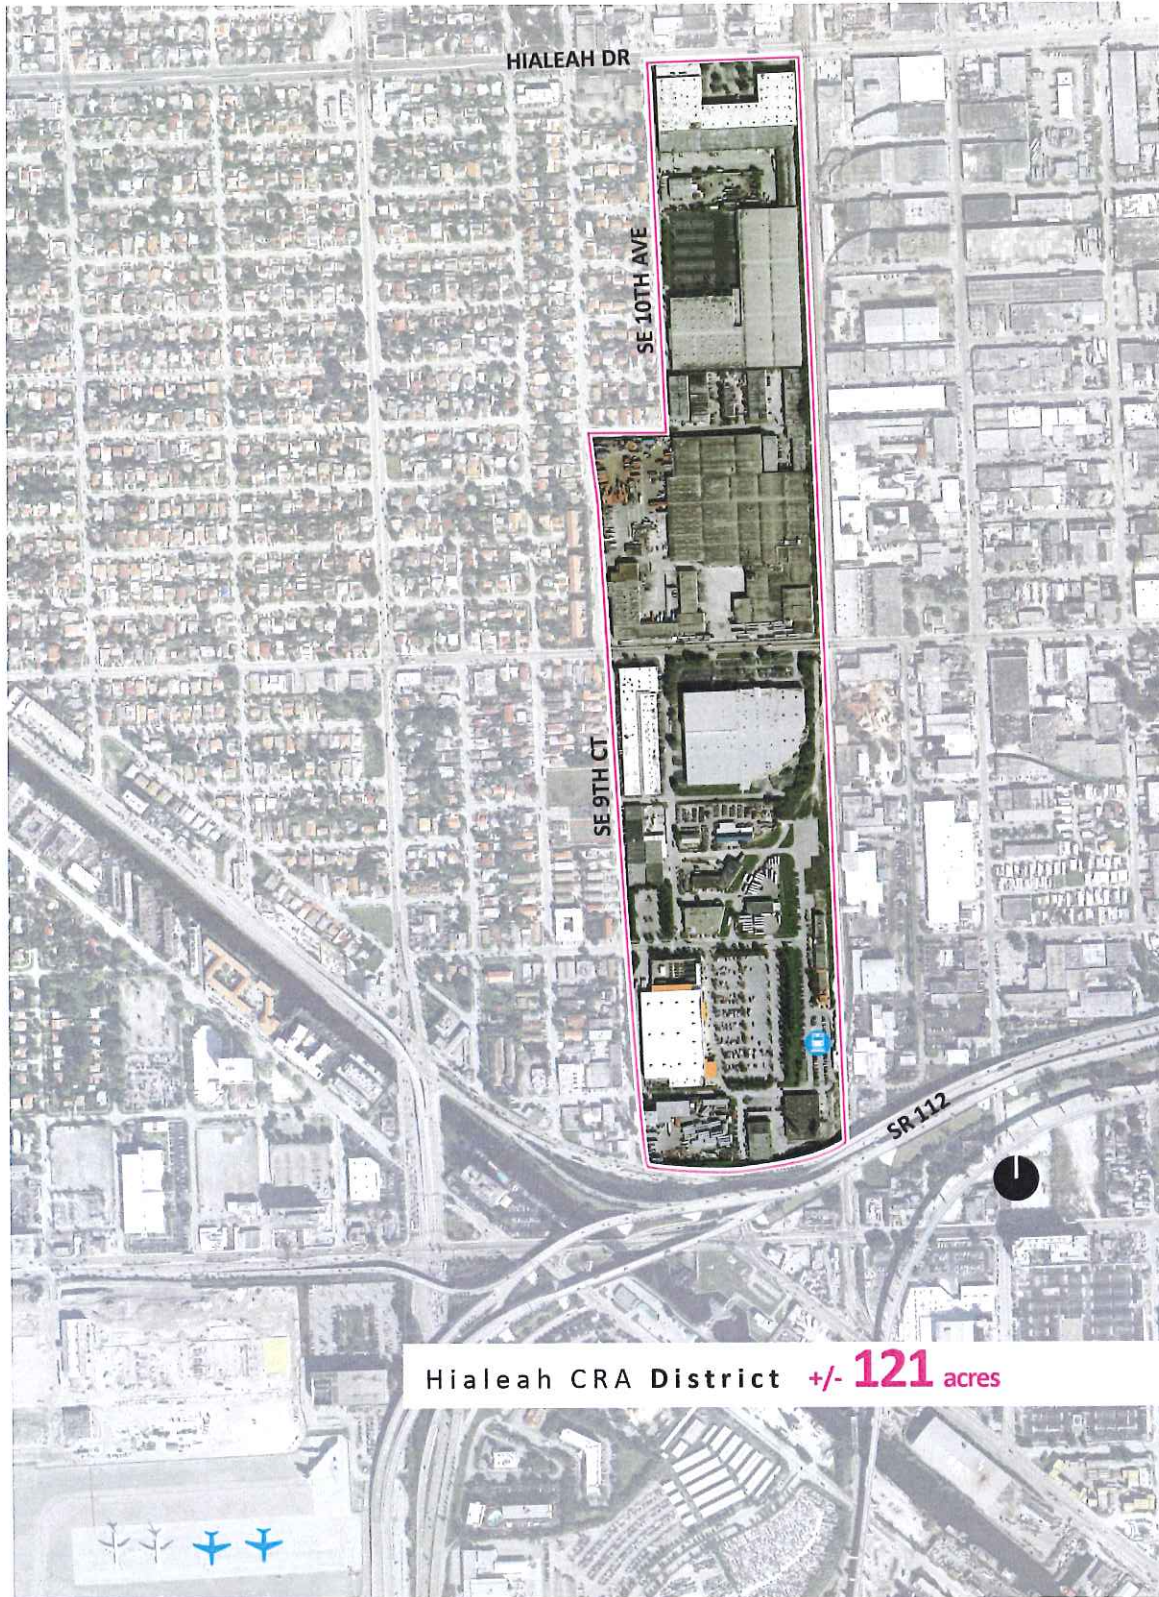 HIALEAH DR
SE 10TH AVE
SE 9TH CT
SR 112
Hialeah CRA District +/- 121 acres